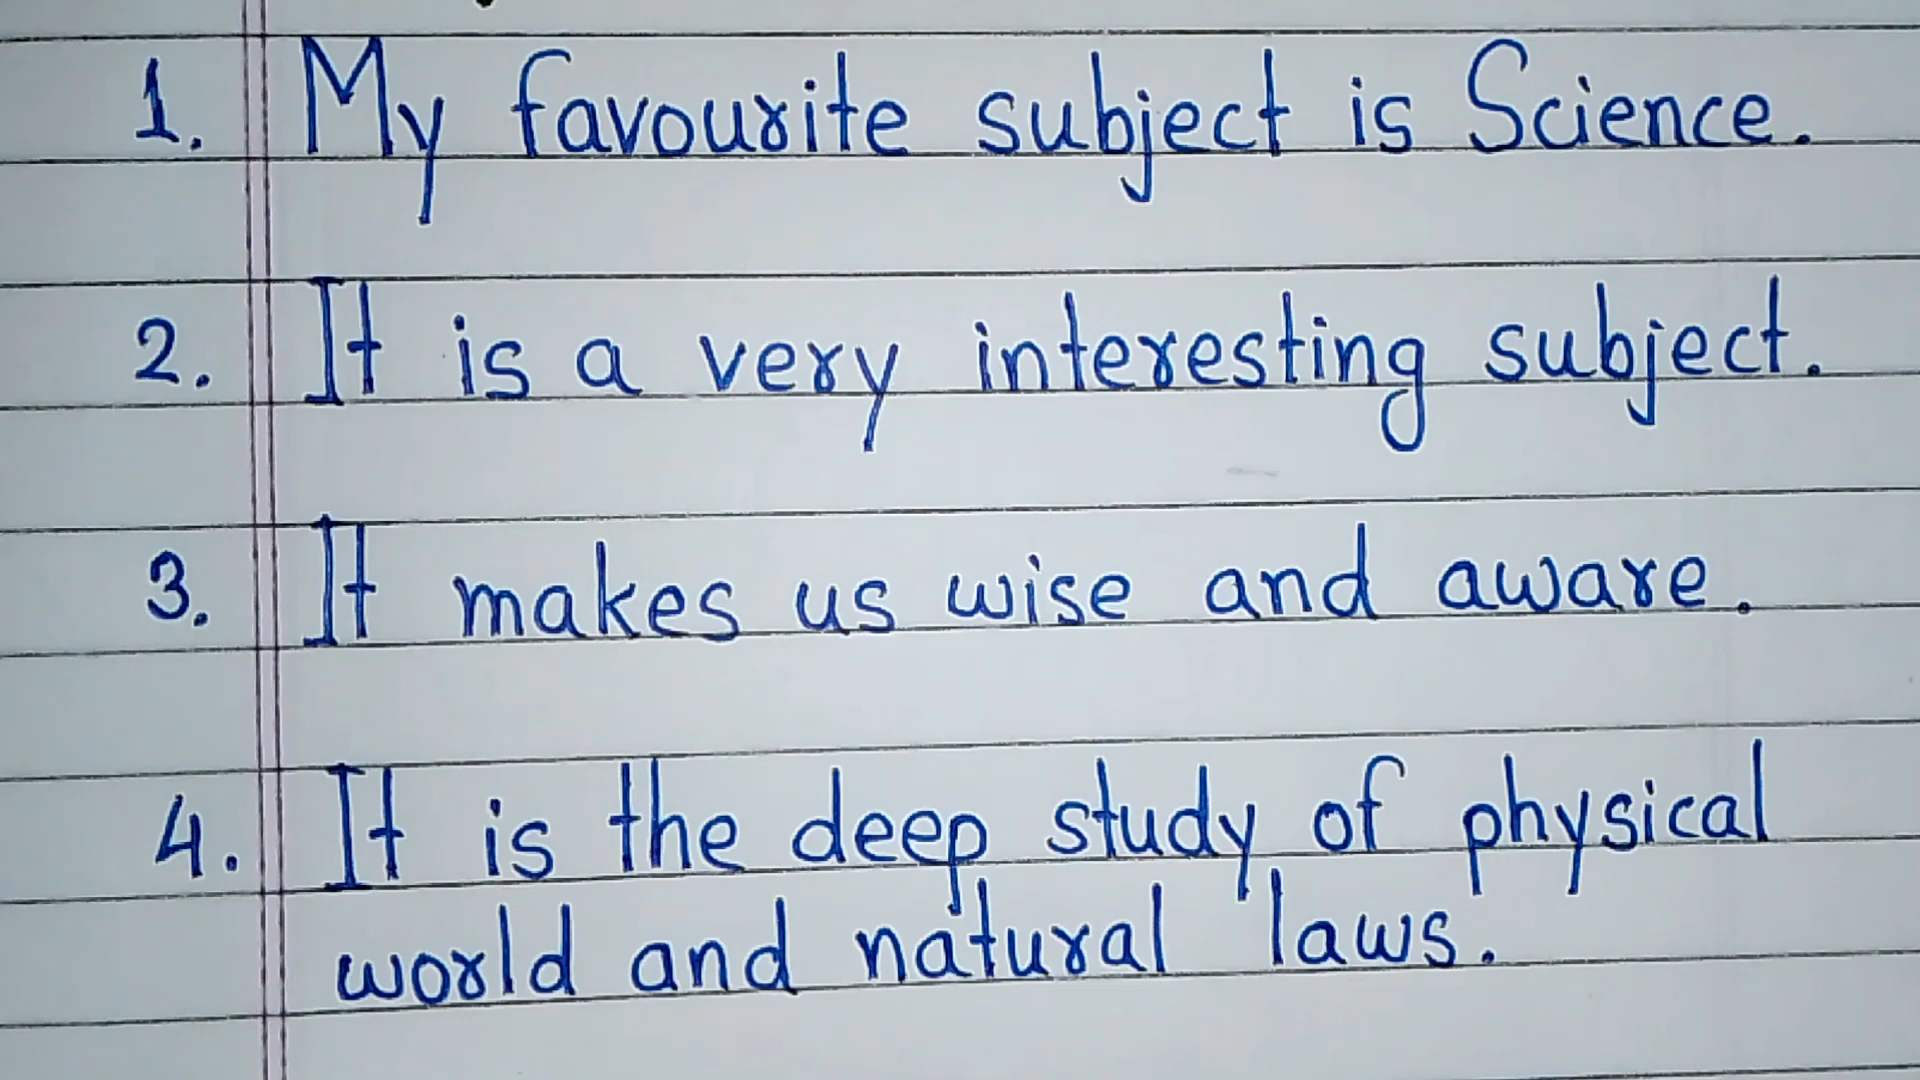 1. My favourite subject is Science.
2. It is a very interesting subject.
3. It makes us wise and aware.
4. It is the deep study of physical
world and natural laws.